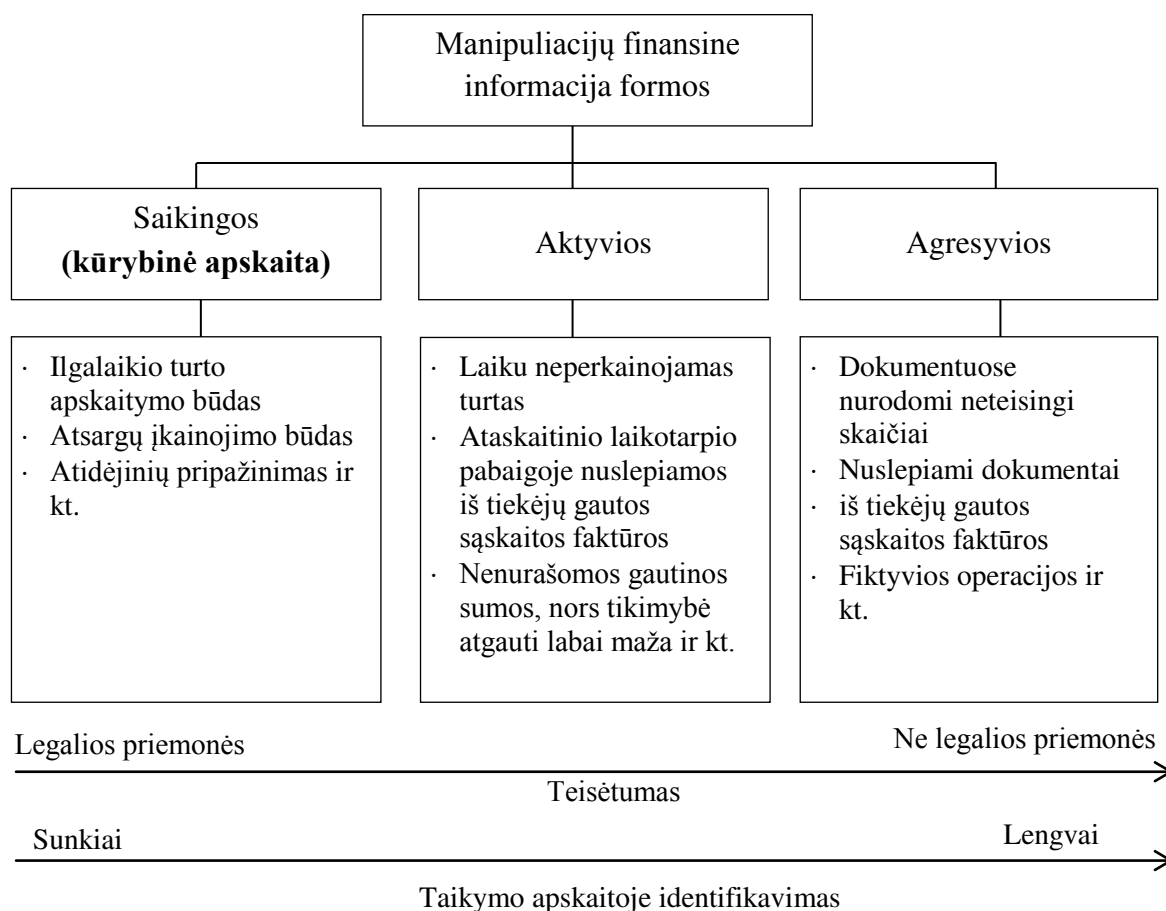 Manipuliacijų finansine
informacija formos
Saikingos
(kūrybinė apskaita)
Aktyvios
Agresyvios
· Ilgalaikio turto
apskaitymo būdas
· Atsargų įkainojimo būdas
· Atidėjinių pripažinimas ir
kt.
· Laiku neperkainojamas
turtas
· Ataskaitinio laikotarpio
pabaigoje nuslepiamos
iš tiekėjų gautos
sąskaitos faktūros
· Nenurašomos gautinos
sumos, nors tikimybė
atgauti labai maža ir kt.
· Dokumentuose
nurodomi neteisingi
skaičiai
· Nuslepiami dokumentai
· iš tiekėjų gautos
sąskaitos faktūros
· Fiktyvios operacijos ir
kt.
Legalios priemonės
Ne legalios priemonės
Teisėtumas
Sunkiai
Lengvai
Taikymo apskaitoje identifikavimas